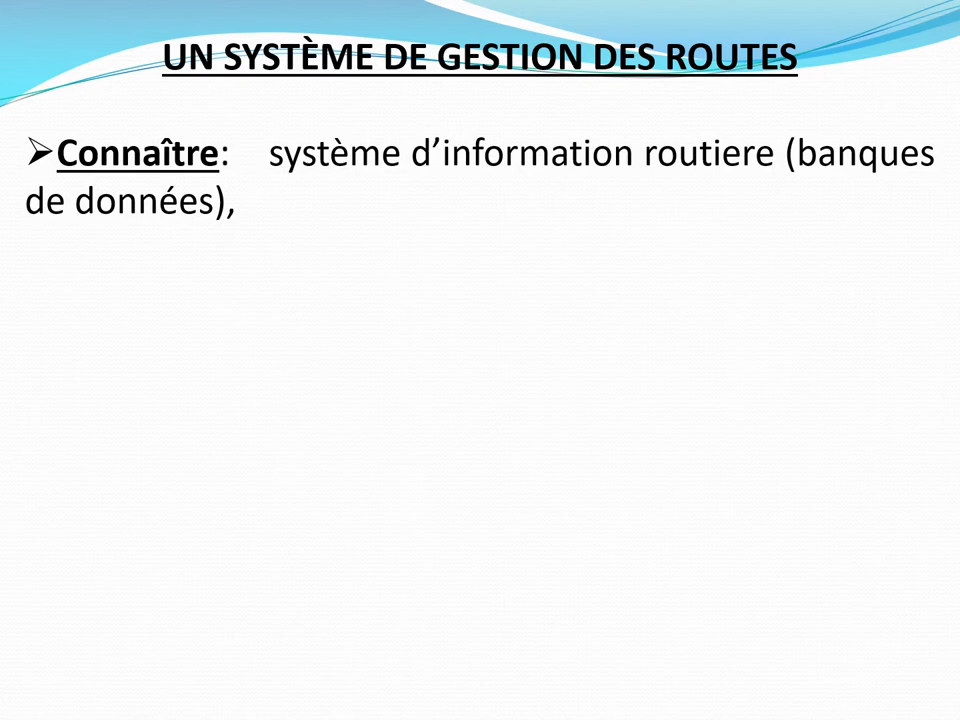 UN SYSTÈME DE GESTION DES ROUTES
➢Connaître: système d’information routiere (banques
de données),